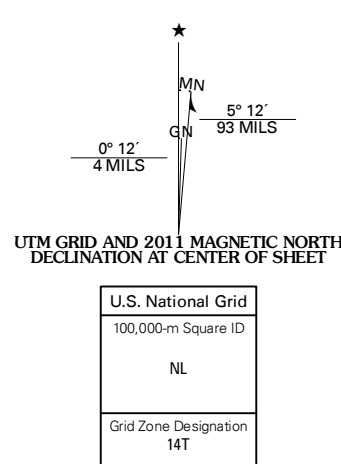 ★
MN
GN
5° 12´
93 MILS
0° 12´
4 MILS
UTM GRID AND 2011 MAGNETIC NORTH
DECLINATION AT CENTER OF SHEET
U.S. National Grid
100,000-m Square ID
NL
Grid Zone Designation
14T